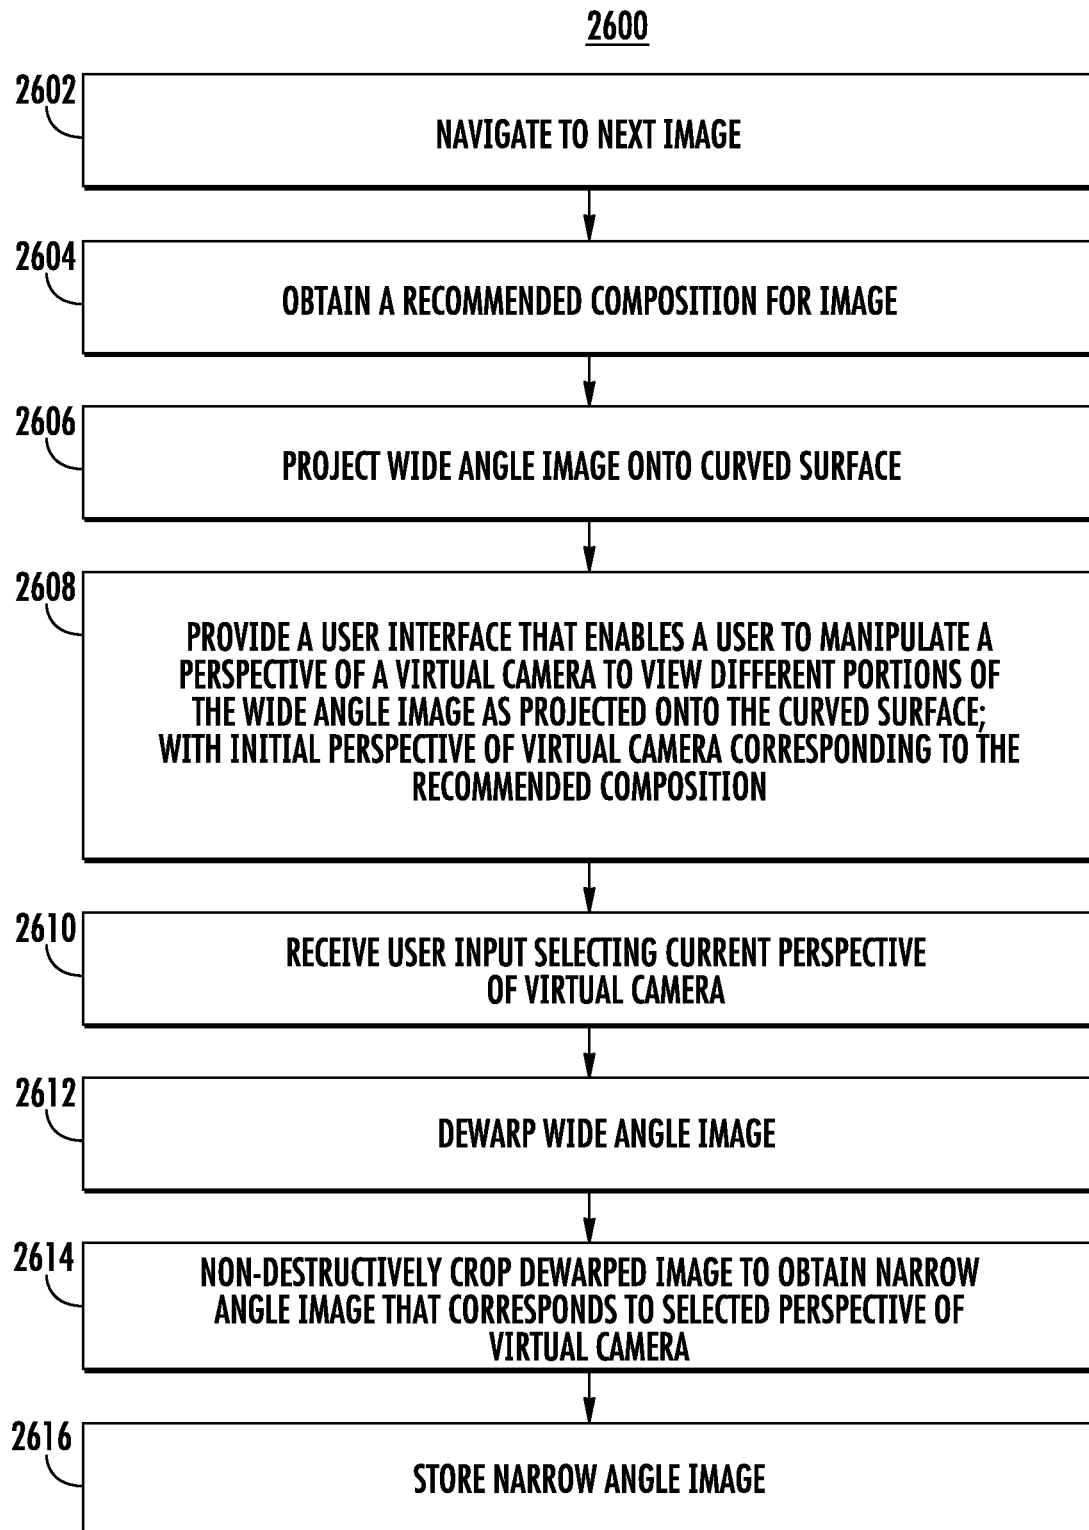 2600
2602
NAVIGATE TO NEXT IMAGE
2604
OBTAIN A RECOMMENDED COMPOSITION FOR IMAGE
2606
PROJECT WIDE ANGLE IMAGE ONTO CURVED SURFACE
2608
PROVIDE A USER INTERFACE THAT ENABLES A USER TO MANIPULATE A
PERSPECTIVE OF A VIRTUAL CAMERA TO VIEW DIFFERENT PORTIONS OF
THE WIDE ANGLE IMAGE AS PROJECTED ONTO THE CURVED SURFACE;
WITH INITIAL PERSPECTIVE OF VIRTUAL CAMERA CORRESPONDING TO THE
RECOMMENDED COMPOSITION
2610
RECEIVE USER INPUT SELECTING CURRENT PERSPECTIVE
OF VIRTUAL CAMERA
2612
DEWARP WIDE ANGLE IMAGE
2614
NON-DESTRUCTIVELY CROP DEWARPED IMAGE TO OBTAIN NARROW
ANGLE IMAGE THAT CORRESPONDS TO SELECTED PERSPECTIVE OF
VIRTUAL CAMERA
2616
STORE NARROW ANGLE IMAGE